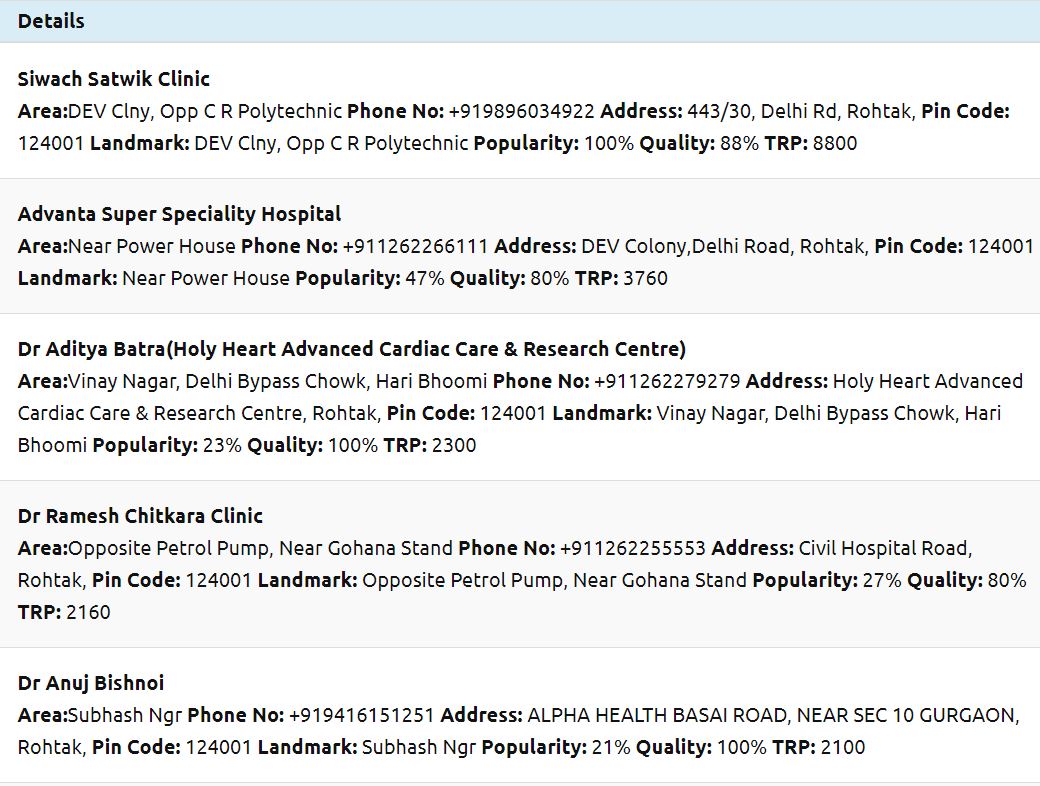 Details
Siwach Satwik Clinic
Area:DEV Clny, Opp C R Polytechnic Phone No: +919896034922 Address: 443/30, Delhi Rd, Rohtak, Pin Code:
124001 Landmark: DEV Clny, Opp C R Polytechnic Popularity: 100% Quality: 88% TRP: 8800
Advanta Super Speciality Hospital
Area:Near Power House Phone No: +911262266111 Address: DEV Colony,Delhi Road, Rohtak, Pin Code: 124001
Landmark: Near Power House Popularity: 47% Quality: 80% TRP: 3760
Dr Aditya Batra(Holy Heart Advanced Cardiac Care & Research Centre)
Area:Vinay Nagar, Delhi Bypass Chowk, Hari Bhoomi Phone No: +911262279279 Address: Holy Heart Advanced
Cardiac Care & Research Centre, Rohtak, Pin Code: 124001 Landmark: Vinay Nagar, Delhi Bypass Chowk, Hari
Bhoomi Popularity: 23% Quality: 100% TRP: 2300
Dr Ramesh Chitkara Clinic
Area:Opposite Petrol Pump, Near Gohana Stand Phone No: +911262255553 Address: Civil Hospital Road,
Rohtak, Pin Code: 124001 Landmark: Opposite Petrol Pump, Near Gohana Stand Popularity: 27% Quality: 80%
TRP: 2160
Dr Anuj Bishnoi
Area:Subhash Ngr Phone No: +919416151251 Address: ALPHA HEALTH BASAI ROAD, NEAR SEC 10 GURGAON,
Rohtak, Pin Code: 124001 Landmark: Subhash Ngr Popularity: 21% Quality: 100% TRP: 2100